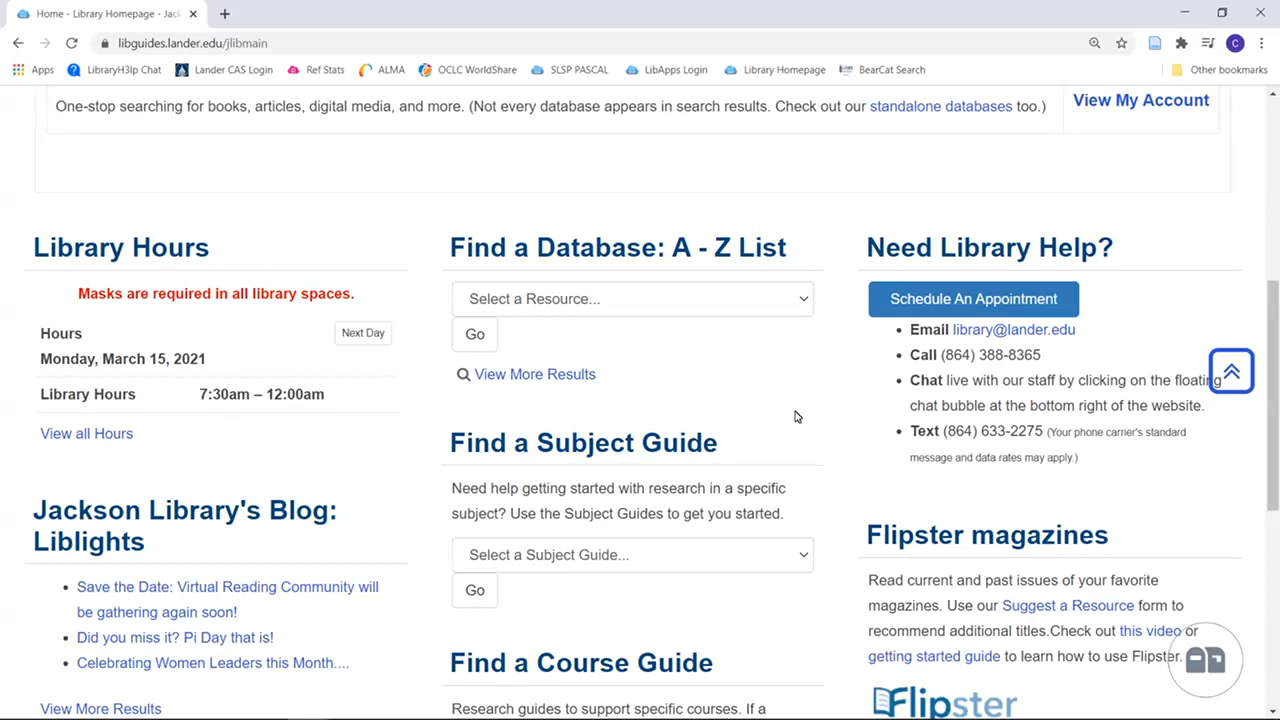 Home - Library Homepage - Jack
libguides.lander.edu/jlibmain
C
Apps
LibraryH3lp Chat
Lander CAS Login
Ref Stats
ALMA
OCLC WorldShare
SLSP PASCAL
LibApps Login
Library Homepage
BearCat Search
Other bookmarks
One-stop searching for books, articles, digital media, and more. (Not every database appears in search results. Check out our standalone databases too.)
View My Account
Library Hours
Masks are required in all library spaces.
Hours
Next Day
Monday, March 15, 2021
Library Hours 7:30am – 12:00am
View all Hours
Jackson Library's Blog:
Liblights
Save the Date: Virtual Reading Community will
be gathering again soon!
Did you miss it? Pi Day that is!
Celebrating Women Leaders this Month....
View More Results
Find a Database: A - Z List
Select a Resource...
Go
View More Results
Find a Subject Guide
Need help getting started with research in a specific
subject? Use the Subject Guides to get you started.
Select a Subject Guide...
Go
Find a Course Guide
Research guides to support specific courses. If a
Need Library Help?
Schedule An Appointment
Email library@lander.edu
Call (864) 388-8365
Chat live with our staff by clicking on the floating
chat bubble at the bottom right of the website.
Text (864) 633-2275 (Your phone carrier's standard
message and data rates may apply.)
Flipster magazines
Read current and past issues of your favorite
magazines. Use our Suggest a Resource form to
recommend additional titles.Check out this video or
getting started guide to learn how to use Flipster.
Flipster